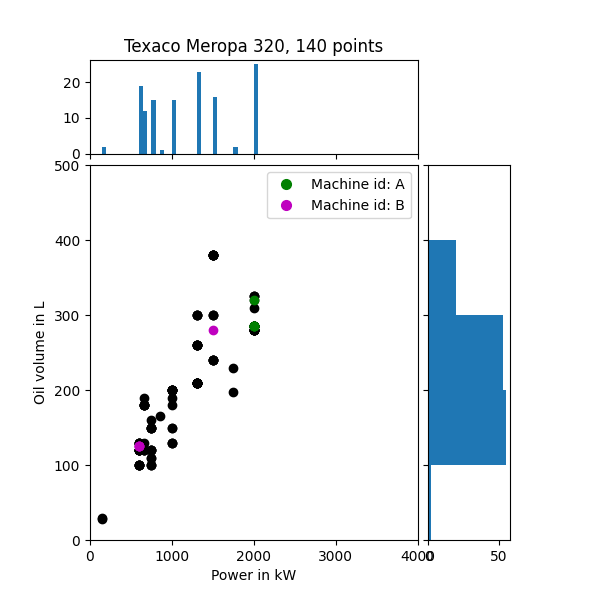 Texaco Meropa 320, 140 points
20
10
0
500
400
300
200
100
0
Oil volume in L
Machine id: A
Machine id: B
0 1000 2000 3000 4000
0 50
Power in kW